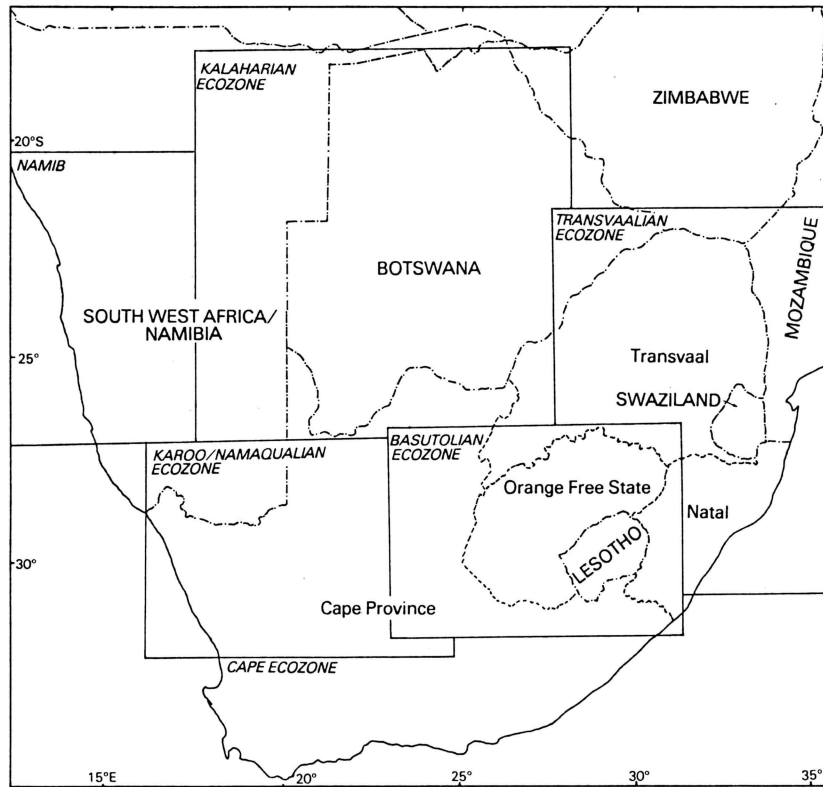 KALAHARIAN
ECOZONE
ZIMBABWE
20°S
NAMIB
TRANSVAALIAN
ECOZONE
BOTSWANA
MOZAMBIQUE
SOUTH WEST AFRICA/
NAMIBIA
25°
Transvaal
SWAZILAND
KAROO/NAMAQUALIAN
ECOZONE
BASUTOLIAN
ECOZONE
Orange Free State
Natal
30°
LESOTHO
Cape Province
CAPE ECOZONE
15°E
20°
25°
30°
35°